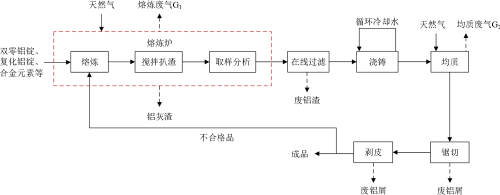 天然气
熔炼废气G₁
循环冷却水
天然气
均质废气G₂
熔炼炉
双零铝锭、
复化铝锭、
合金元素等
熔炼
搅拌扒渣
取样分析
在线过滤
浇铸
均质
铝灰渣
废铝渣
不合格品
成品
剥皮
锯切
废铝屑
废铝屑